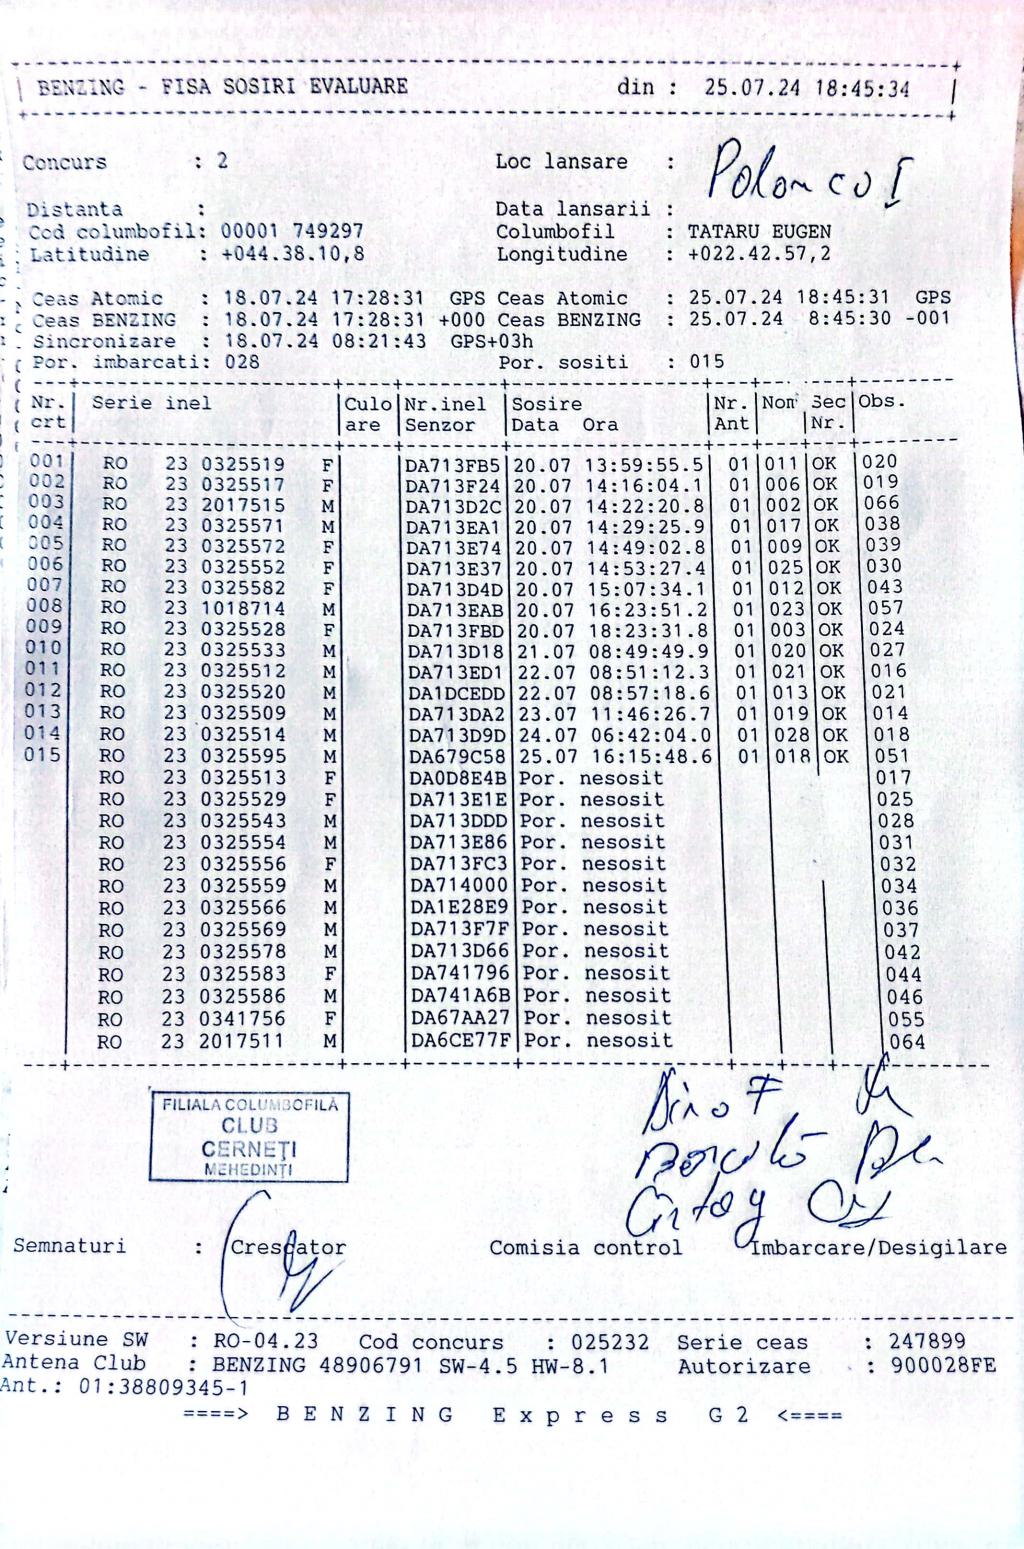 BENZING - FISA SOSIRI EVALUARE din : 25.07.24 18:45:34
Concurs : 2 Loc lansare :
Distanta : Data lansarii :
Cod columbofil: 00001 749297 Columbofil : TATARU EUGEN
Latitudine : +044.38.10,8 Longitudine : +022.42.57,2
Ceas Atomic : 18.07.24 17:28:31 GPS Ceas Atomic : 25.07.24 18:45:31 GPS
Ceas BENZING : 18.07.24 17:28:31 +000 Ceas BENZING : 25.07.24 8:45:30 -001
Sincronizare : 18.07.24 08:21:43 GPS+03h
Por. imbarcati: 028 Por. sositi : 015
Nr. Serie inel Culo Nr.inel Sosire Nr. Nom Sec Obs.
crt are Senzor Data Ora Ant Nr.
001 RO 23 0325519 F DA713FB5 20.07 13:59:55.5 01 011 OK 020
002 RO 23 0325517 F DA713F24 20.07 14:16:04.1 01 006 OK 019
003 RO 23 2017515 M DA713D2C 20.07 14:22:20.8 01 002 OK 066
004 RO 23 0325571 M DA713EA1 20.07 14:29:25.9 01 017 OK 038
005 RO 23 0325572 F DA713E74 20.07 14:49:02.8 01 009 OK 039
006 RO 23 0325552 F DA713E37 20.07 14:53:27.4 01 025 OK 030
007 RO 23 0325582 F DA713D4D 20.07 15:07:34.1 01 012 OK 043
008 RO 23 1018714 M DA713EAB 20.07 16:23:51.2 01 023 OK 057
009 RO 23 0325528 F DA713FBD 20.07 18:23:31.8 01 003 OK 024
010 RO 23 0325533 M DA713D18 21.07 08:49:49.9 01 020 OK 027
011 RO 23 0325512 M DA713ED1 22.07 08:51:12.3 01 021 OK 016
012 RO 23 0325520 M DA1DCEDD 22.07 08:57:18.6 01 013 OK 021
013 RO 23 0325509 M DA713DA2 23.07 11:46:26.7 01 019 OK 014
014 RO 23 0325514 M DA713D9D 24.07 06:42:04.0 01 028 OK 018
015 RO 23 0325595 M DA679C58 25.07 16:15:48.6 01 018 OK 051
RO 23 0325513 F DA0D8E4B Por. nesosit 017
RO 23 0325529 F DA713E1E Por. nesosit 025
RO 23 0325543 M DA713DDD Por. nesosit 028
RO 23 0325554 M DA713E86 Por. nesosit 031
RO 23 0325556 F DA713FC3 Por. nesosit 032
RO 23 0325559 M DA714000 Por. nesosit 034
RO 23 0325566 M DA1E28E9 Por. nesosit 036
RO 23 0325569 M DA713F7F Por. nesosit 037
RO 23 0325578 M DA713D66 Por. nesosit 042
RO 23 0325583 F DA741796 Por. nesosit 044
RO 23 0325586 M DA741A6B Por. nesosit 046
RO 23 0341756 F DA67AA27 Por. nesosit 055
RO 23 2017511 M DA6CE77F Por. nesosit 064
FILIALA COLUMBOFILĂ
CLUB
CERNEȚI
MEHEDINȚI
Semnaturi : Crescator Comisia control Imbarcare/Desigilare
Versiune SW : RO-04.23 Cod concurs : 025232 Serie ceas : 247899
Antena Club : BENZING 48906791 SW-4.5 HW-8.1 Autorizare : 900028FE
Ant.: 01:38809345-1
====> B E N Z I N G E x p r e s s G 2 <====